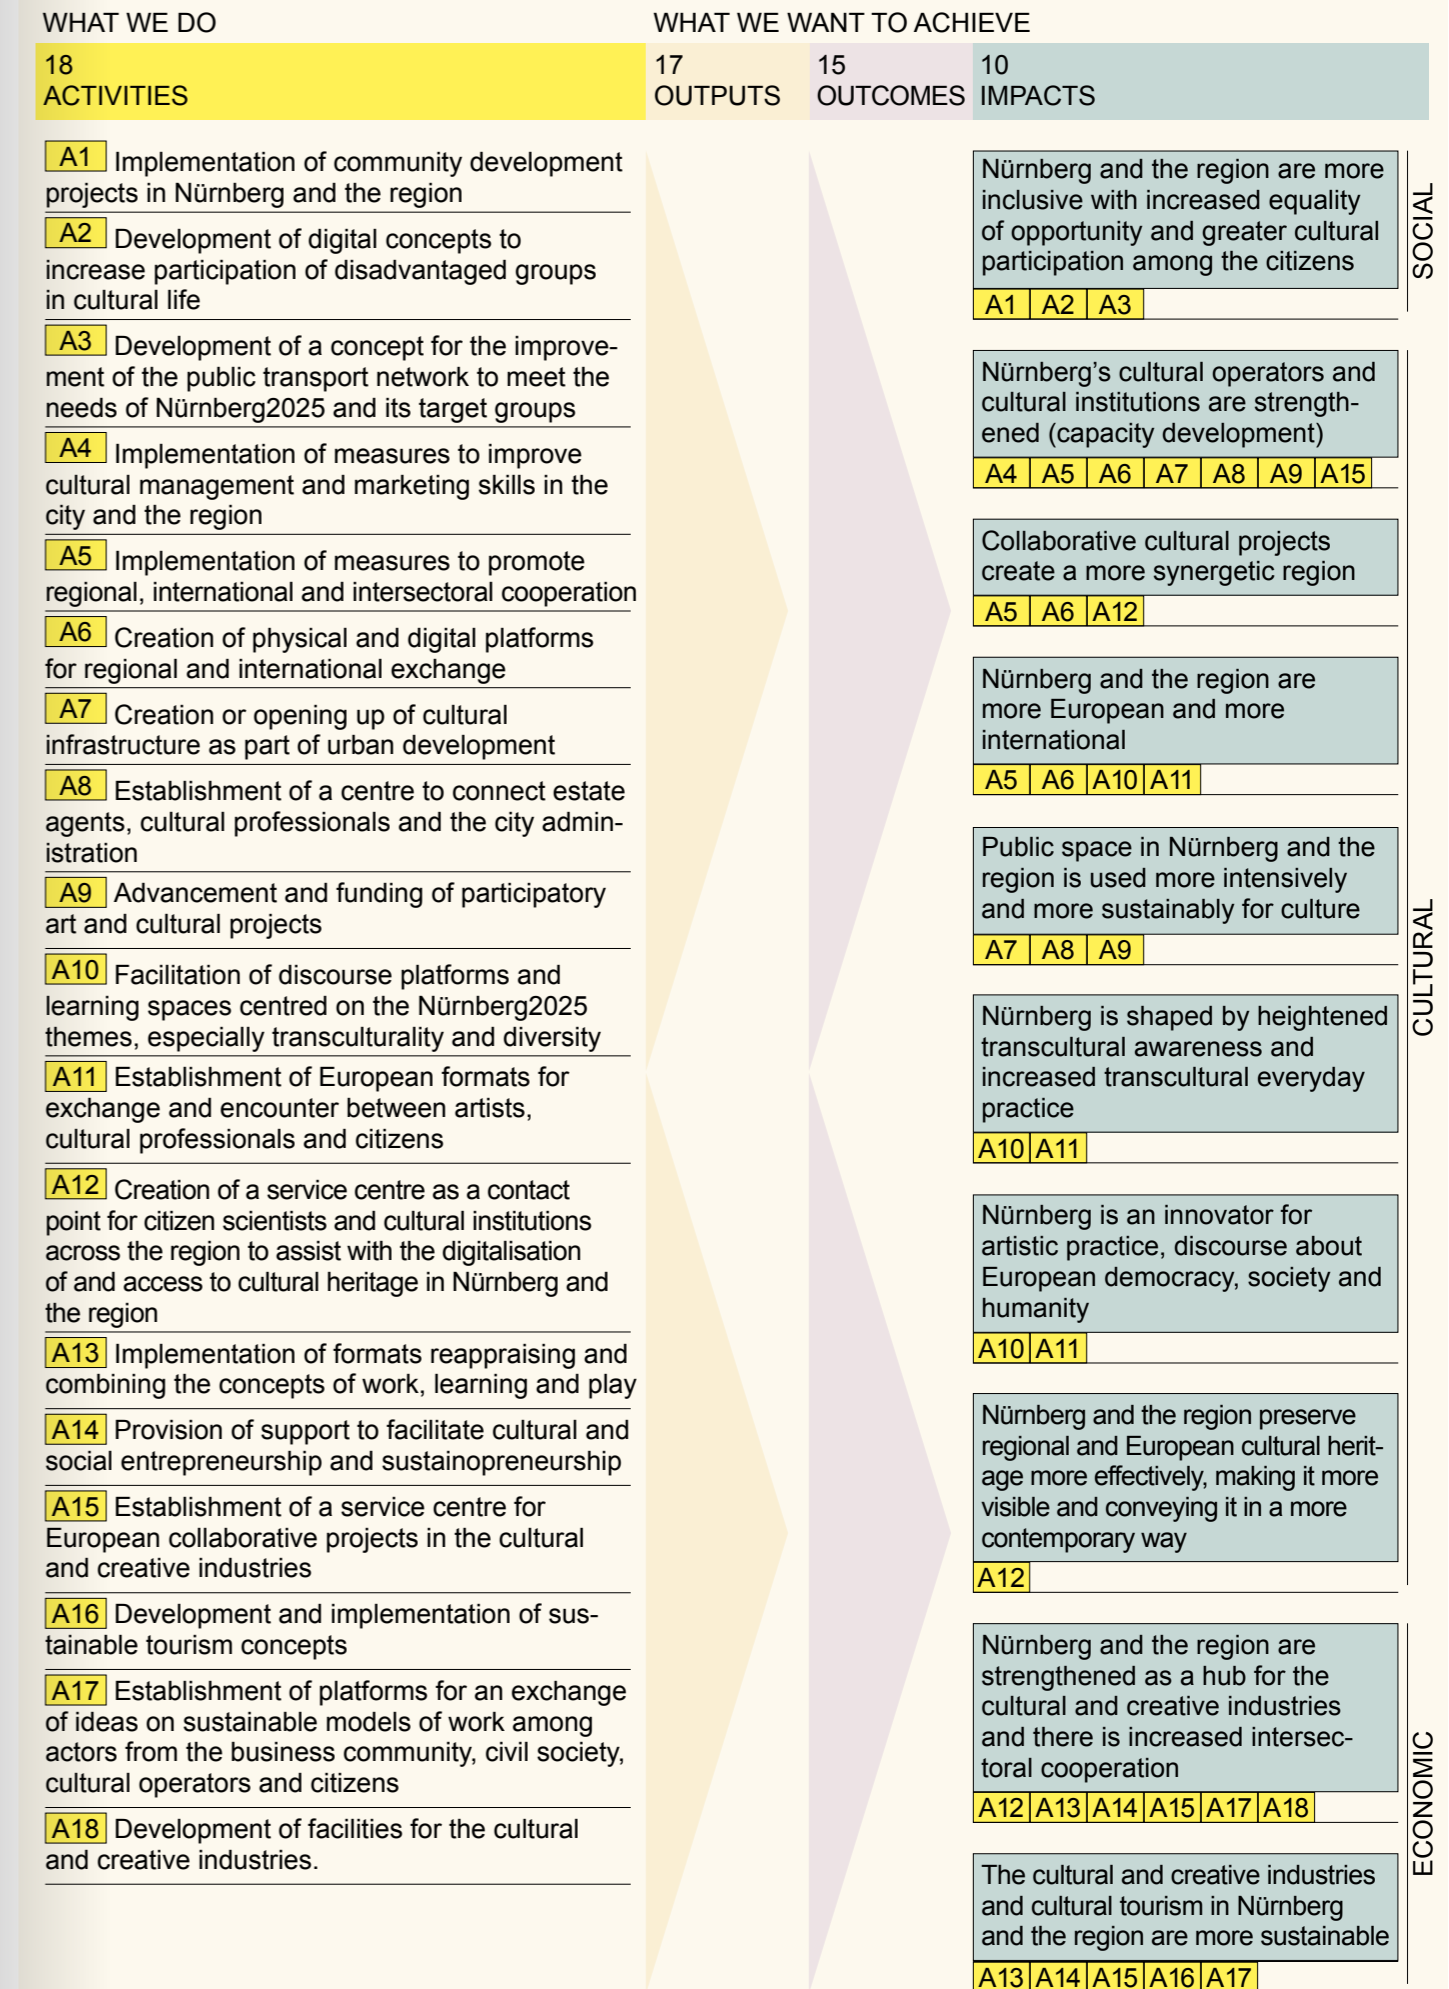 WHAT WE DO
WHAT WE WANT TO ACHIEVE
18
ACTIVITIES
17
OUTPUTS
15
OUTCOMES
10
IMPACTS
A1 Implementation of community development
projects in Nürnberg and the region
A2 Development of digital concepts to
increase participation of disadvantaged groups
in cultural life
A3 Development of a concept for the improve-
ment of the public transport network to meet the
needs of Nürnberg2025 and its target groups
A4 Implementation of measures to improve
cultural management and marketing skills in the
city and the region
A5 Implementation of measures to promote
regional, international and intersectoral cooperation
A6 Creation of physical and digital platforms
for regional and international exchange
A7 Creation or opening up of cultural
infrastructure as part of urban development
A8 Establishment of a centre to connect estate
agents, cultural professionals and the city admin-
istration
A9 Advancement and funding of participatory
art and cultural projects
A10 Facilitation of discourse platforms and
learning spaces centred on the Nürnberg2025
themes, especially transculturality and diversity
A11 Establishment of European formats for
exchange and encounter between artists,
cultural professionals and citizens
A12 Creation of a service centre as a contact
point for citizen scientists and cultural institutions
across the region to assist with the digitalisation
of and access to cultural heritage in Nürnberg and
the region
A13 Implementation of formats reappraising and
combining the concepts of work, learning and play
A14 Provision of support to facilitate cultural and
social entrepreneurship and sustainopreneurship
A15 Establishment of a service centre for
European collaborative projects in the cultural
and creative industries
A16 Development and implementation of sus-
tainable tourism concepts
A17 Establishment of platforms for an exchange
of ideas on sustainable models of work among
actors from the business community, civil society,
cultural operators and citizens
A18 Development of facilities for the cultural
and creative industries.
Nürnberg and the region are more
inclusive with increased equality
of opportunity and greater cultural
participation among the citizens
A1 A2 A3
SOCIAL
Nürnberg's cultural operators and
cultural institutions are strength-
ened (capacity development)
A4 A5 A6 A7 A8 A9 A15
Collaborative cultural projects
create a more synergetic region
A5 A6 A12
Nürnberg and the region are
more European and more
international
A5 A6 A10 A11
Public space in Nürnberg and the
region is used more intensively
and more sustainably for culture
A7 A8 A9
Nürnberg is shaped by heightened
transcultural awareness and
increased transcultural everyday
practice
A10 A11
Nürnberg is an innovator for
artistic practice, discourse about
European democracy, society and
humanity
A10 A11
Nürnberg and the region preserve
regional and European cultural herit-
age more effectively, making it more
visible and conveying it in a more
contemporary way
A12
CULTURAL
Nürnberg and the region are
strengthened as a hub for the
cultural and creative industries
and there is increased intersec-
toral cooperation
A12 A13 A14 A15 A17 A18
The cultural and creative industries
and cultural tourism in Nürnberg
and the region are more sustainable
A13 A14 A15 A16 A17
ECONOMIC